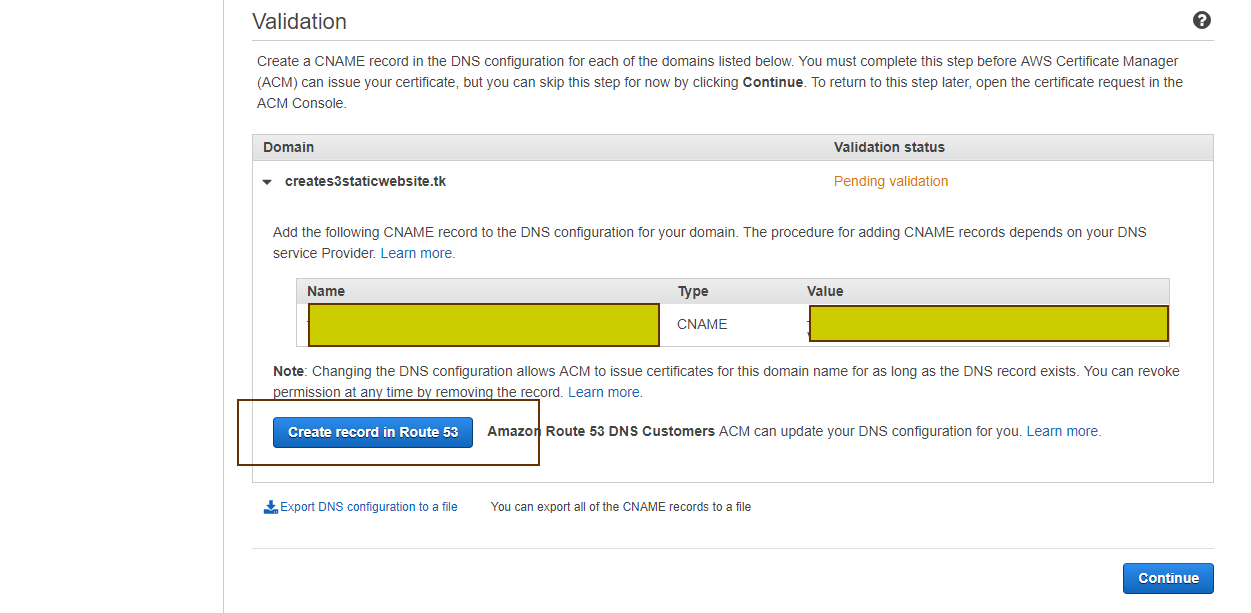 Validation
?
Create a CNAME record in the DNS configuration for each of the domains listed below. You must complete this step before AWS Certificate Manager
(ACM) can issue your certificate, but you can skip this step for now by clicking Continue. To return to this step later, open the certificate request in the
ACM Console.
Domain Validation status
creates3staticwebsite.tk Pending validation
Add the following CNAME record to the DNS configuration for your domain. The procedure for adding CNAME records depends on your DNS
service Provider. Learn more.
Name Type Value
CNAME
Note: Changing the DNS configuration allows ACM to issue certificates for this domain name for as long as the DNS record exists. You can revoke
permission at any time by removing the record. Learn more.
Create record in Route 53 Amazon Route 53 DNS Customers ACM can update your DNS configuration for you. Learn more.
Export DNS configuration to a file You can export all of the CNAME records to a file
Continue